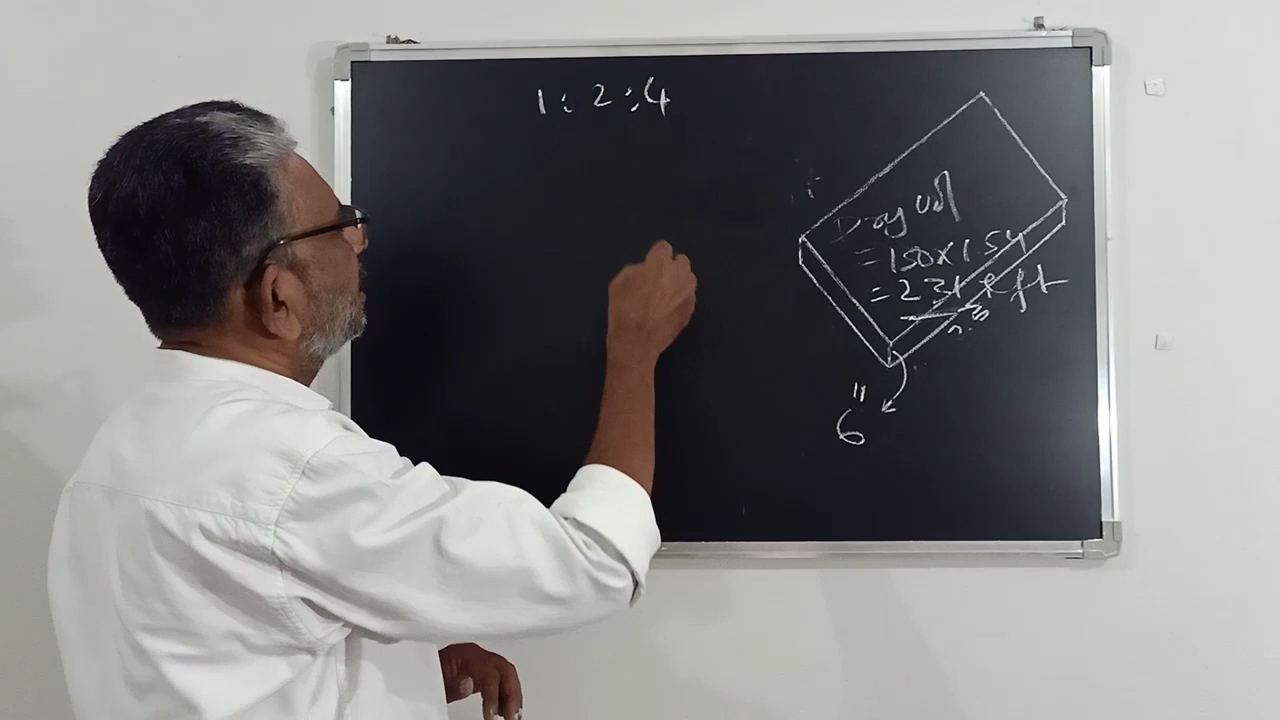 1:2:4
Dry vol
= 150 x 1.54
= 231 cft
6"